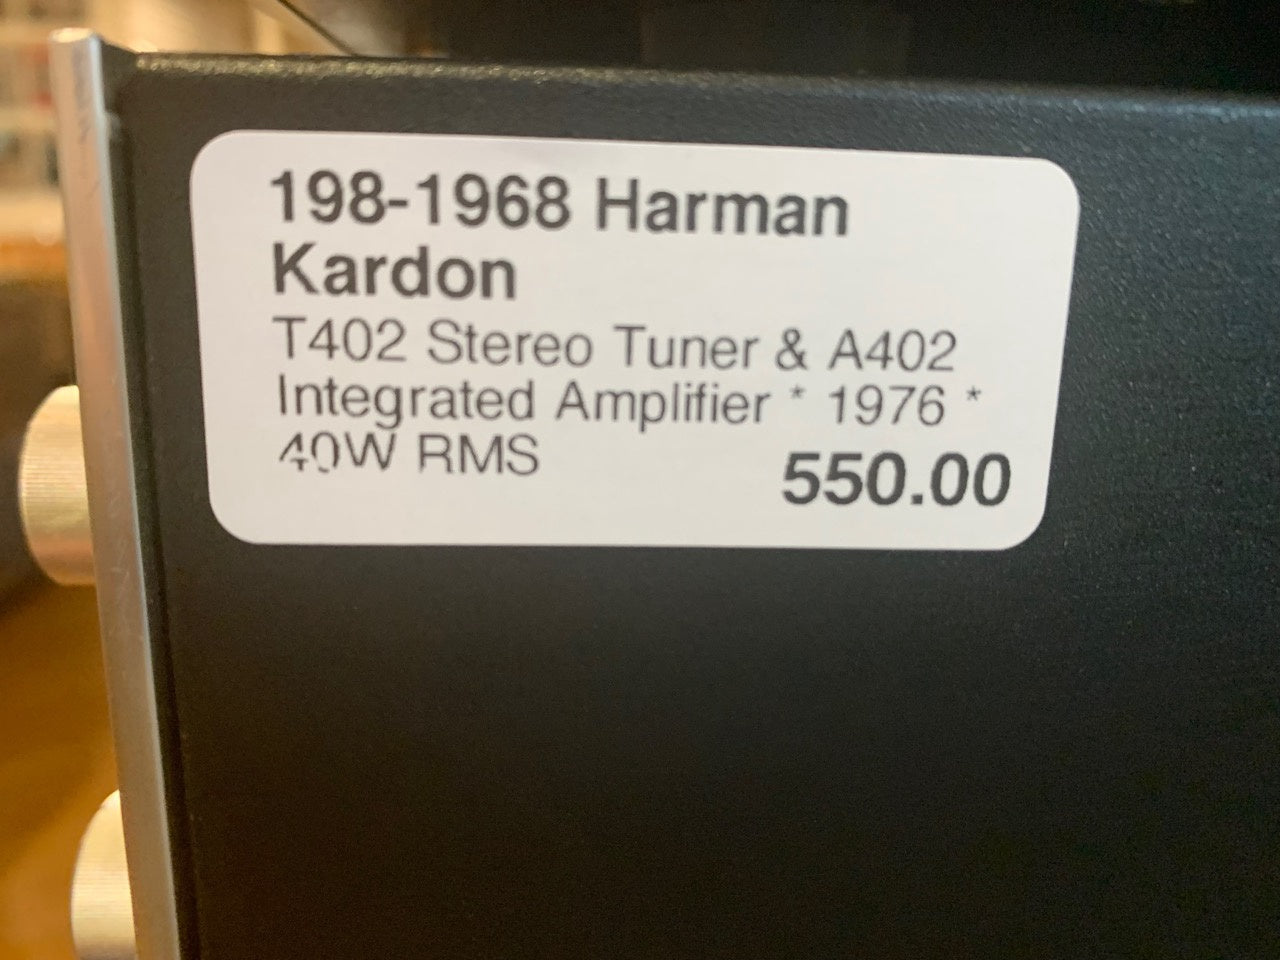 198-1968 Harman
Kardon
T402 Stereo Tuner & A402
Integrated Amplifier * 1976 *
40W RMS
550.00